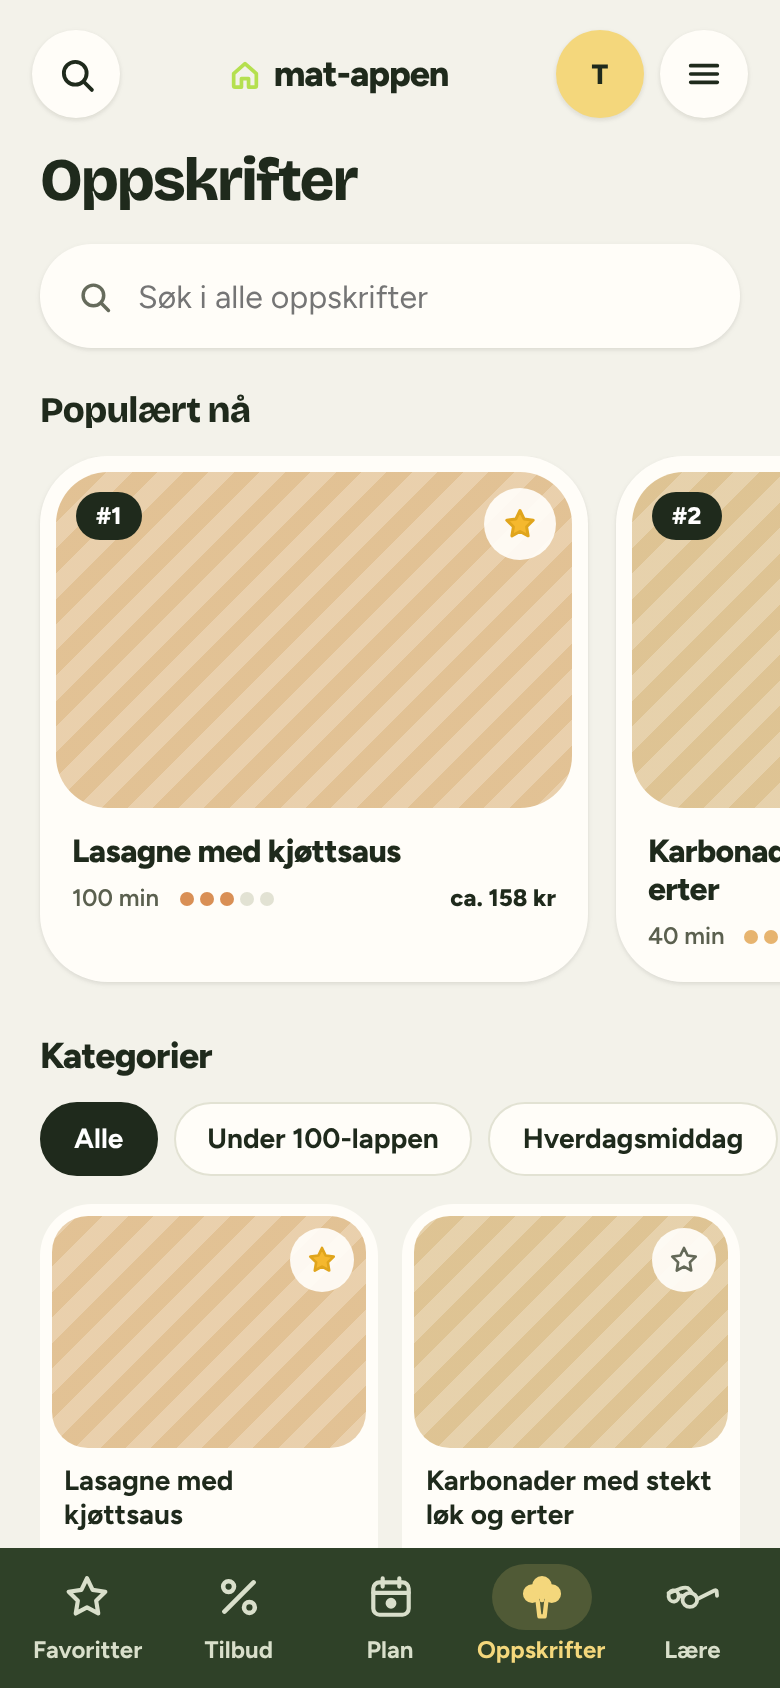 mat-appen
T
Oppskrifter
Søk i alle oppskrifter
Populært nå
#1
#2
Lasagne med kjøttsaus
100 min
ca. 158 kr
erter
40 min
Kategorier
Alle
Under 100-lappen
Hverdagsmiddag
Lasagne med
kjøttsaus
Karbonader med stekt
løk og erter
Favoritter
Tilbud
Plan
Oppskrifter
Lære